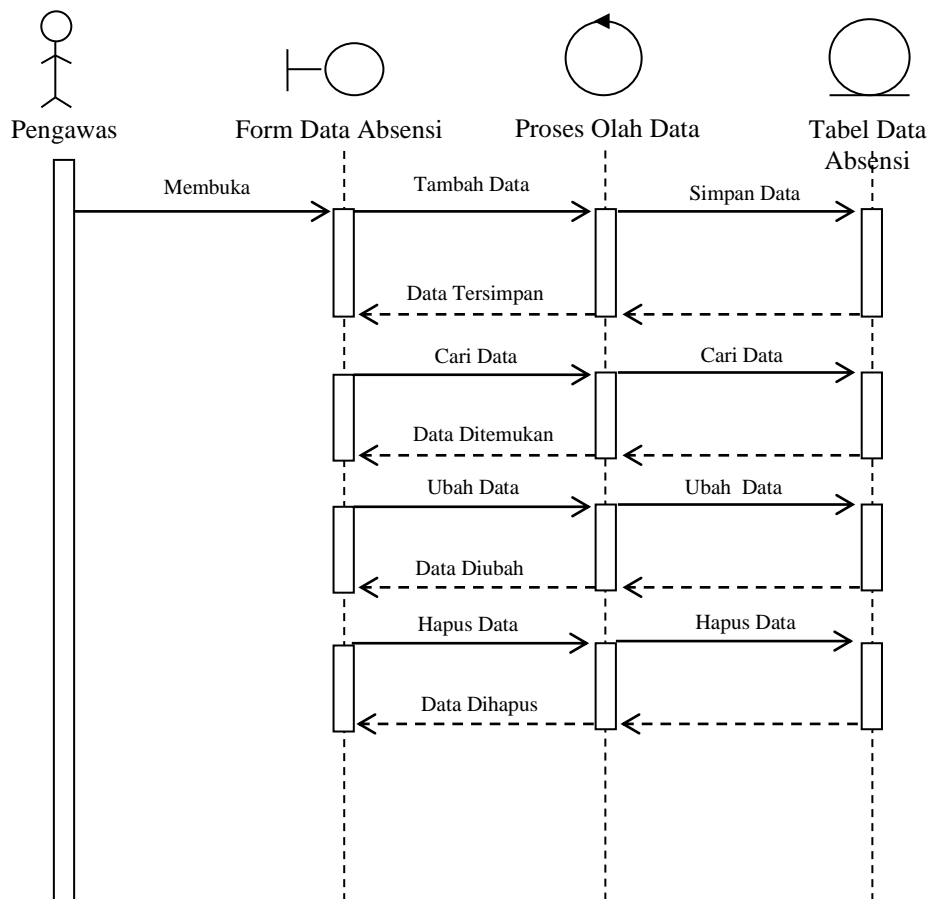 Pengawas
Form Data Absensi
Proses Olah Data
Tabel Data
Absensi
Membuka
Tambah Data
Simpan Data
Data Tersimpan
Cari Data
Cari Data
Data Ditemukan
Ubah Data
Ubah  Data
Data Diubah
Hapus Data
Hapus Data
Data Dihapus